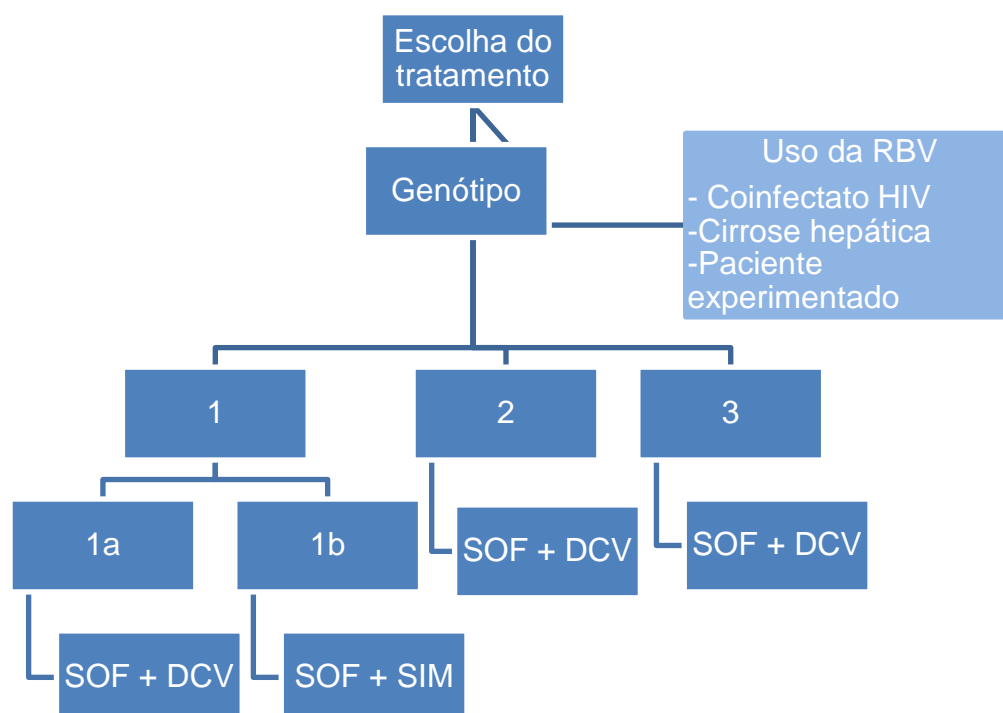 Escolha do
tratamento
Genótipo
Uso da RBV
- Coinfectato HIV
-Cirrose hepática
-Paciente
experimentado
1
2
3
1a
1b
SOF + DCV
SOF + DCV
SOF + DCV
SOF + SIM